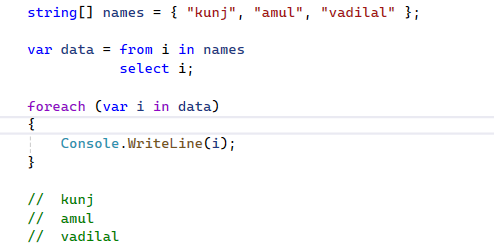 string[] names = { "kunj", "amul", "vadilal" };
var data = from i in names
select i;
foreach (var i in data)
{
Console.WriteLine(i);
}
// kunj
// amul
// vadilal